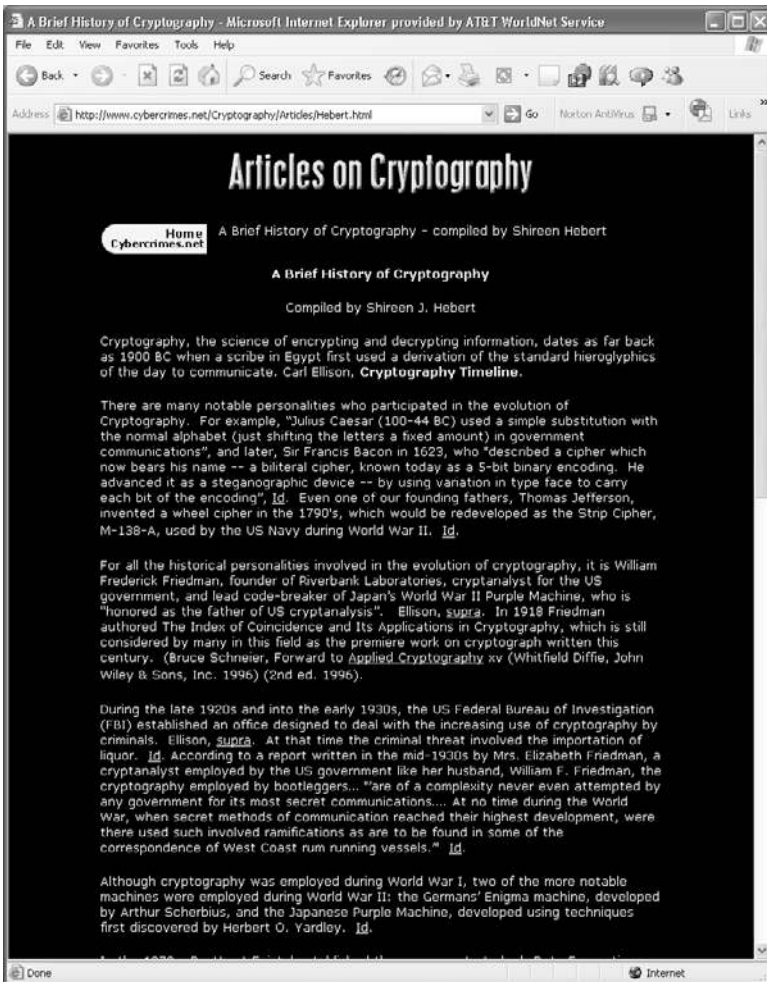 A Brief History of Cryptography - Microsoft Internet Explorer provided by AT&T WorldNet Service
File Edit View Favorites Tools Help
Back Search Favorites
Address http://www.cybercrimes.net/Cryptography/Articles/Hebert.html Go Norton AntiVirus Links »
Articles on Cryptography
Home
Cybercrimes.net
A Brief History of Cryptography - compiled by Shireen Hebert
A Brief History of Cryptography
Compiled by Shireen J. Hebert
Cryptography, the science of encrypting and decrypting information, dates as far back
as 1900 BC when a scribe in Egypt first used a derivation of the standard hieroglyphics
of the day to communicate. Carl Ellison, Cryptography Timeline.
There are many notable personalities who participated in the evolution of
Cryptography. For example, "Julius Caesar (100-44 BC) used a simple substitution with
the normal alphabet (just shifting the letters a fixed amount) in government
communications", and later, Sir Francis Bacon in 1623, who "described a cipher which
now bears his name -- a biliteral cipher, known today as a 5-bit binary encoding. He
advanced it as a steganographic device -- by using variation in type face to carry
each bit of the encoding", Id. Even one of our founding fathers, Thomas Jefferson,
invented a wheel cipher in the 1790's, which would be redeveloped as the Strip Cipher,
M-138-A, used by the US Navy during World War II. Id.
For all the historical personalities involved in the evolution of cryptography, it is William
Frederick Friedman, founder of Riverbank Laboratories, cryptanalyst for the US
government, and lead code-breaker of Japan's World War II Purple Machine, who is
"honored as the father of US cryptanalysis". Ellison, supra. In 1918 Friedman
authored The Index of Coincidence and Its Applications in Cryptography, which is still
considered by many in this field as the premiere work on cryptograph written this
century. (Bruce Schneier, Forward to Applied Cryptography xv (Whitfield Diffie, John
Wiley & Sons, Inc. 1996) (2nd ed. 1996).
During the late 1920s and into the early 1930s, the US Federal Bureau of Investigation
(FBI) established an office designed to deal with the increasing use of cryptography by
criminals. Ellison, supra. At that time the criminal threat involved the importation of
liquor. Id. According to a report written in the mid-1930s by Mrs. Elizabeth Friedman, a
cryptanalyst employed by the US government like her husband, William F. Friedman, the
cryptography employed by bootleggers... "'are of a complexity never even attempted by
any government for its most secret communications.... At no time during the World
War, when secret methods of communication reached their highest development, were
there used such involved ramifications as are to be found in some of the
correspondence of West Coast rum running vessels.'" Id.
Although cryptography was employed during World War I, two of the more notable
machines were employed during World War II: the Germans' Enigma machine, developed
by Arthur Scherbius, and the Japanese Purple Machine, developed using techniques
first discovered by Herbert O. Yardley. Id.
Done Internet